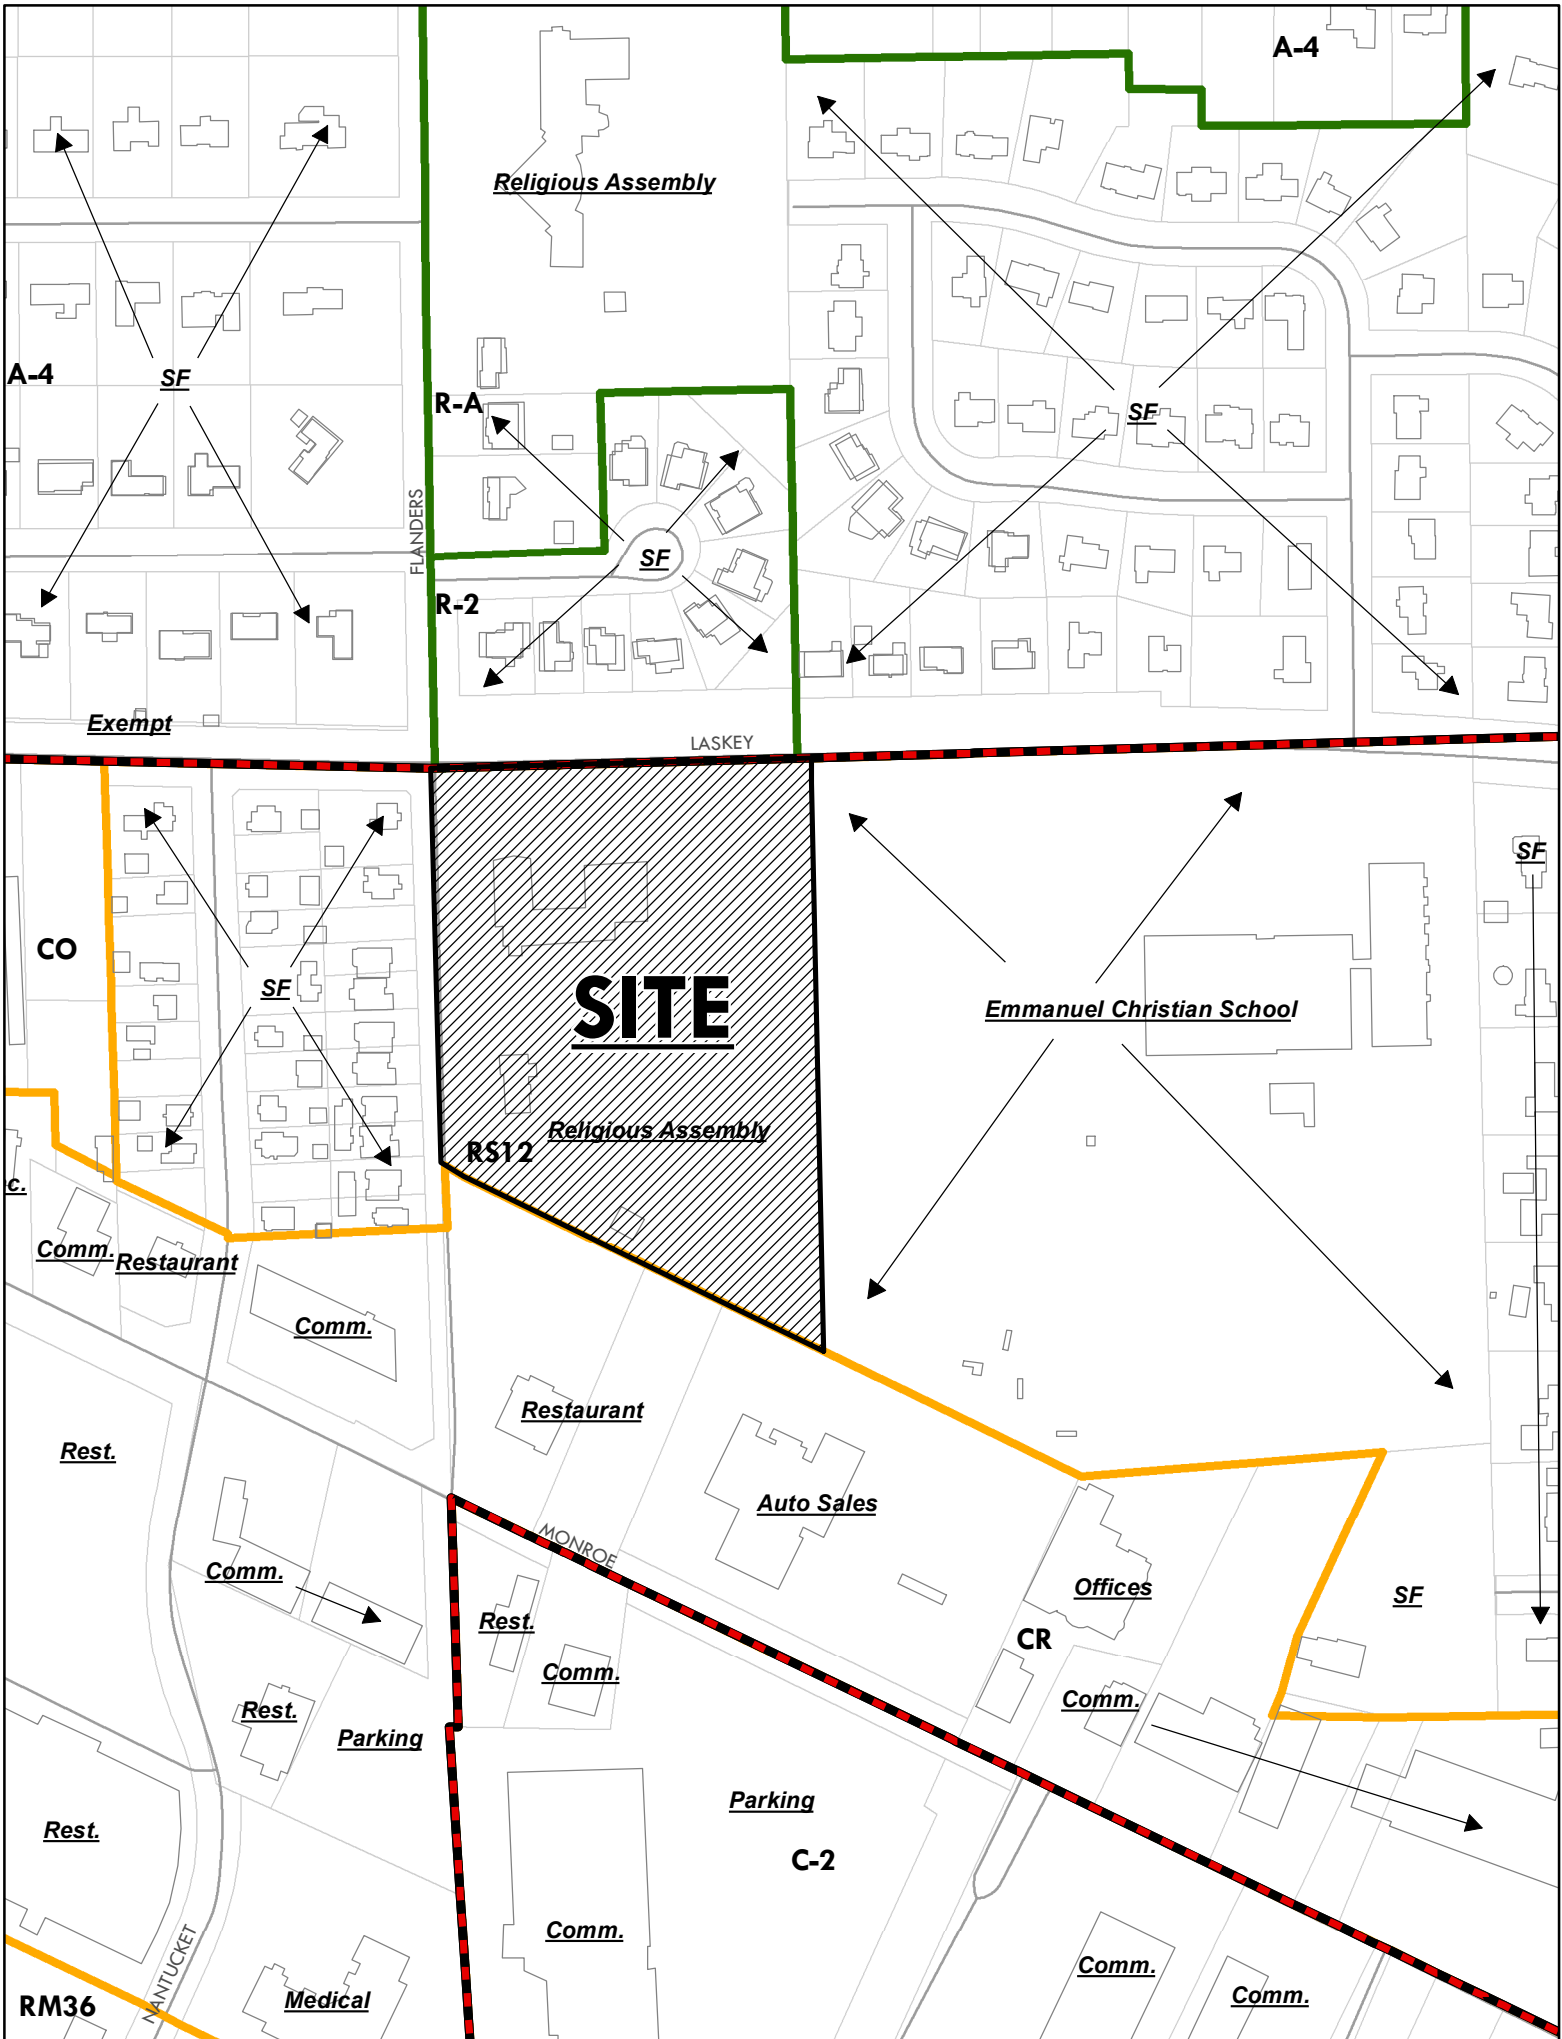 A-4
Religious Assembly
A-4
SF
R-A
SF
FLANDERS
SF
R-2
Exempt
LASKEY
SF
CO
SF
SITE
Emmanuel Christian School
Religious Assembly
RS12
c.
Comm.
Restaurant
Comm.
Restaurant
Rest.
Auto Sales
MONROE
Comm.
Offices
SF
Rest.
CR
Comm.
Comm.
Rest.
Parking
Parking
Rest.
C-2
Comm.
NANTUCKET
Comm.
Comm.
Medical
RM36